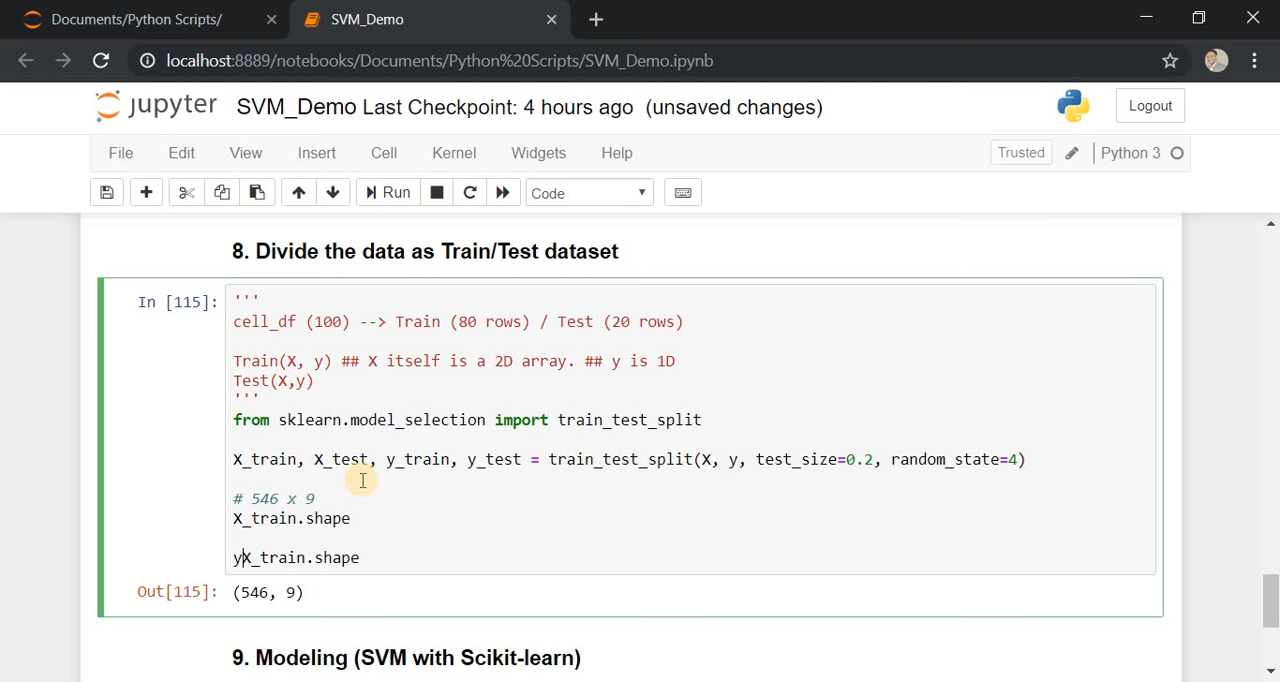 Documents/Python Scripts/
SVM_Demo
localhost:8889/notebooks/Documents/Python%20Scripts/SVM_Demo.ipynb
jupyter SVM_Demo Last Checkpoint: 4 hours ago (unsaved changes) Logout
File Edit View Insert Cell Kernel Widgets Help Trusted Python 3
Run Code
8. Divide the data as Train/Test dataset
In [115]: '''
cell_df (100) --> Train (80 rows) / Test (20 rows)
Train(X, y) ## X itself is a 2D array. ## y is 1D
Test(X,y)
'''
from sklearn.model_selection import train_test_split
X_train, X_test, y_train, y_test = train_test_split(X, y, test_size=0.2, random_state=4)
# 546 x 9
X_train.shape
yX_train.shape
Out[115]: (546, 9)
9. Modeling (SVM with Scikit-learn)